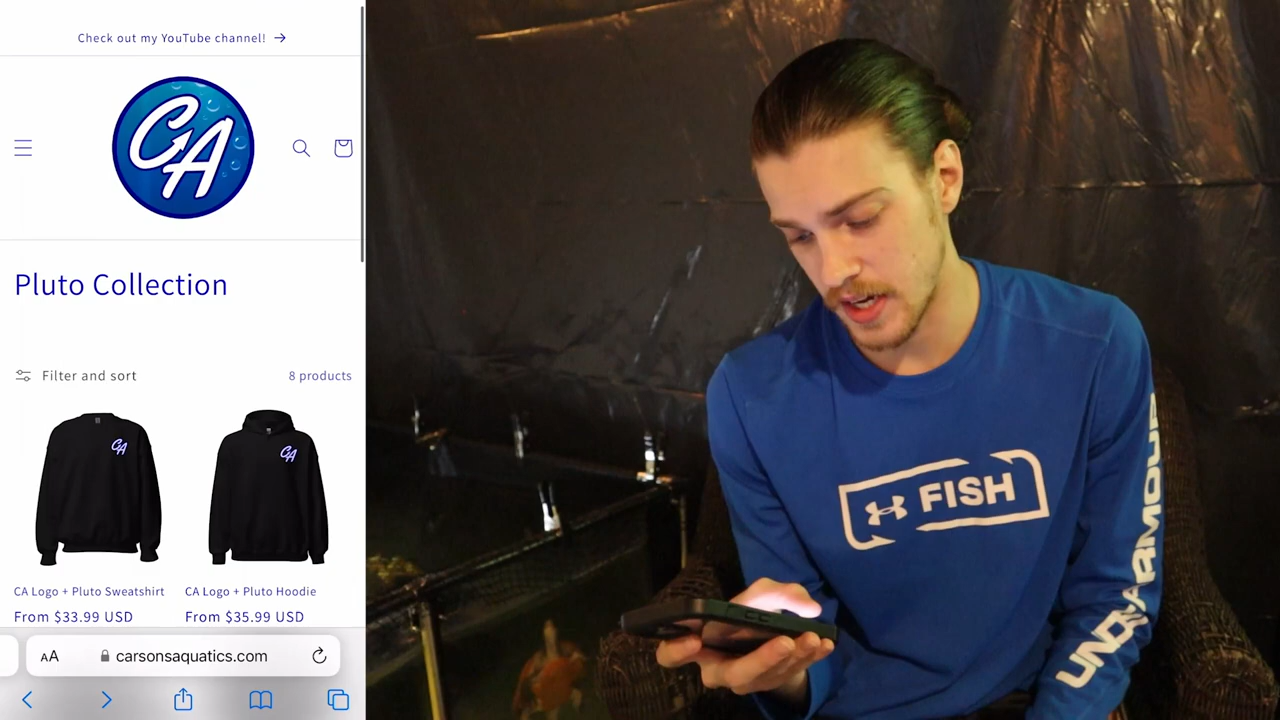 Check out my YouTube channel! →
CA
Pluto Collection
Filter and sort
8 products
CA
CA
CA Logo + Pluto Sweatshirt
From $33.99 USD
CA Logo + Pluto Hoodie
From $35.99 USD
AA
carsonsaquatics.com
FISH
UNDER ARMOUR